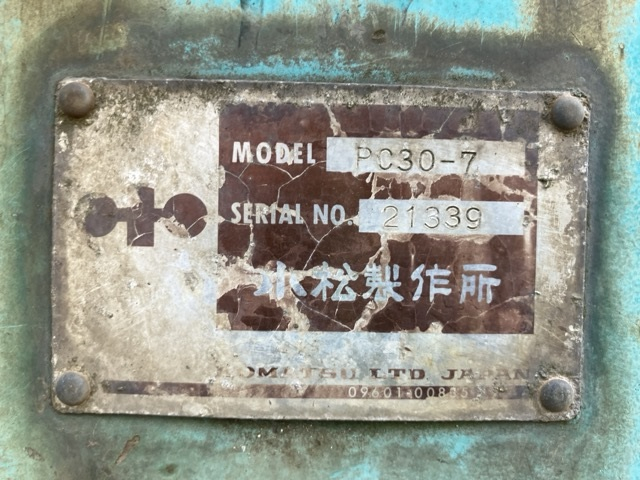 MODEL PC30-7
SERIAL NO. 21339
小松製作所
KOMATSU LTD JAPAN